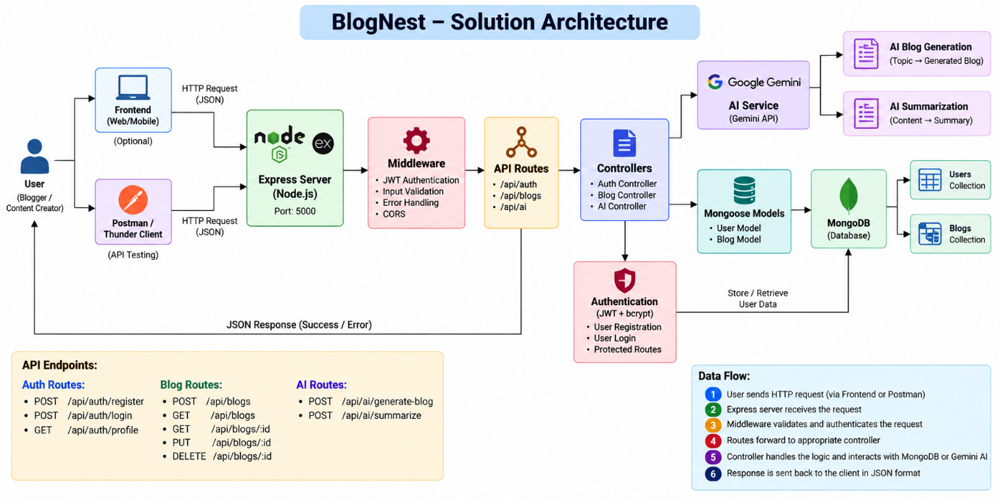 BlogNest – Solution Architecture
Frontend
(Web/Mobile)
(Optional)
HTTP Request
(JSON)
User
(Blogger /
Content Creator)
Postman /
Thunder Client
(API Testing)
HTTP Request
(JSON)
node
JS
ex
Express Server
(Node.js)
Port: 5000
Middleware
• JWT Authentication
• Input Validation
• Error Handling
• CORS
API Routes
• /api/auth
• /api/blogs
• /api/ai
Controllers
• Auth Controller
• Blog Controller
• AI Controller
Google Gemini
AI Service
(Gemini API)
AI Blog Generation
(Topic → Generated Blog)
AI Summarization
(Content → Summary)
Mongoose Models
• User Model
• Blog Model
MongoDB
(Database)
Users
Collection
Blogs
Collection
Authentication
(JWT + bcrypt)
• User Registration
• User Login
• Protected Routes
Store / Retrieve
User Data
JSON Response (Success / Error)
API Endpoints:
Auth Routes:
• POST /api/auth/register
• POST /api/auth/login
• GET /api/auth/profile
Blog Routes:
• POST /api/blogs
• GET /api/blogs
• GET /api/blogs/:id
• PUT /api/blogs/:id
• DELETE /api/blogs/:id
AI Routes:
• POST /api/ai/generate-blog
• POST /api/ai/summarize
Data Flow:
1 User sends HTTP request (via Frontend or Postman)
2 Express server receives the request
3 Middleware validates and authenticates the request
4 Routes forward to appropriate controller
5 Controller handles the logic and interacts with MongoDB or Gemini AI
6 Response is sent back to the client in JSON format